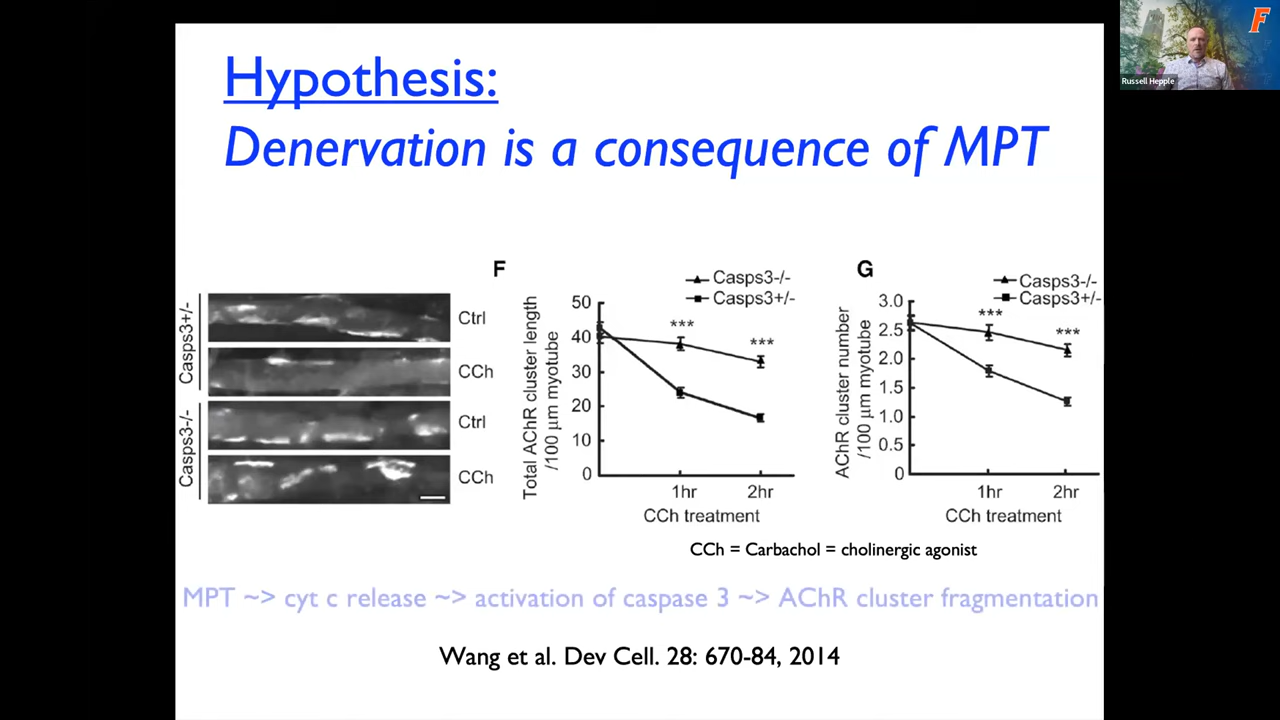 Hypothesis:
Denervation is a consequence of MPT
F
Russell Hepple
Casps3+/-
Casps3-/-
Ctrl
CCh
Ctrl
CCh
F
Casps3-/-
Casps3+/-
Total AChR cluster length
/100 μm myotube
50
40
30
20
10
0
***
***
1hr
2hr
CCh treatment
G
Casps3-/-
Casps3+/-
AChR cluster number
/100 μm myotube
3.0
2.5
2.0
1.5
1.0
0.5
0
***
***
1hr
2hr
CCh treatment
CCh = Carbachol = cholinergic agonist
MPT ~> cyt c release ~> activation of caspase 3 ~> AChR cluster fragmentation
Wang et al. Dev Cell. 28: 670-84, 2014